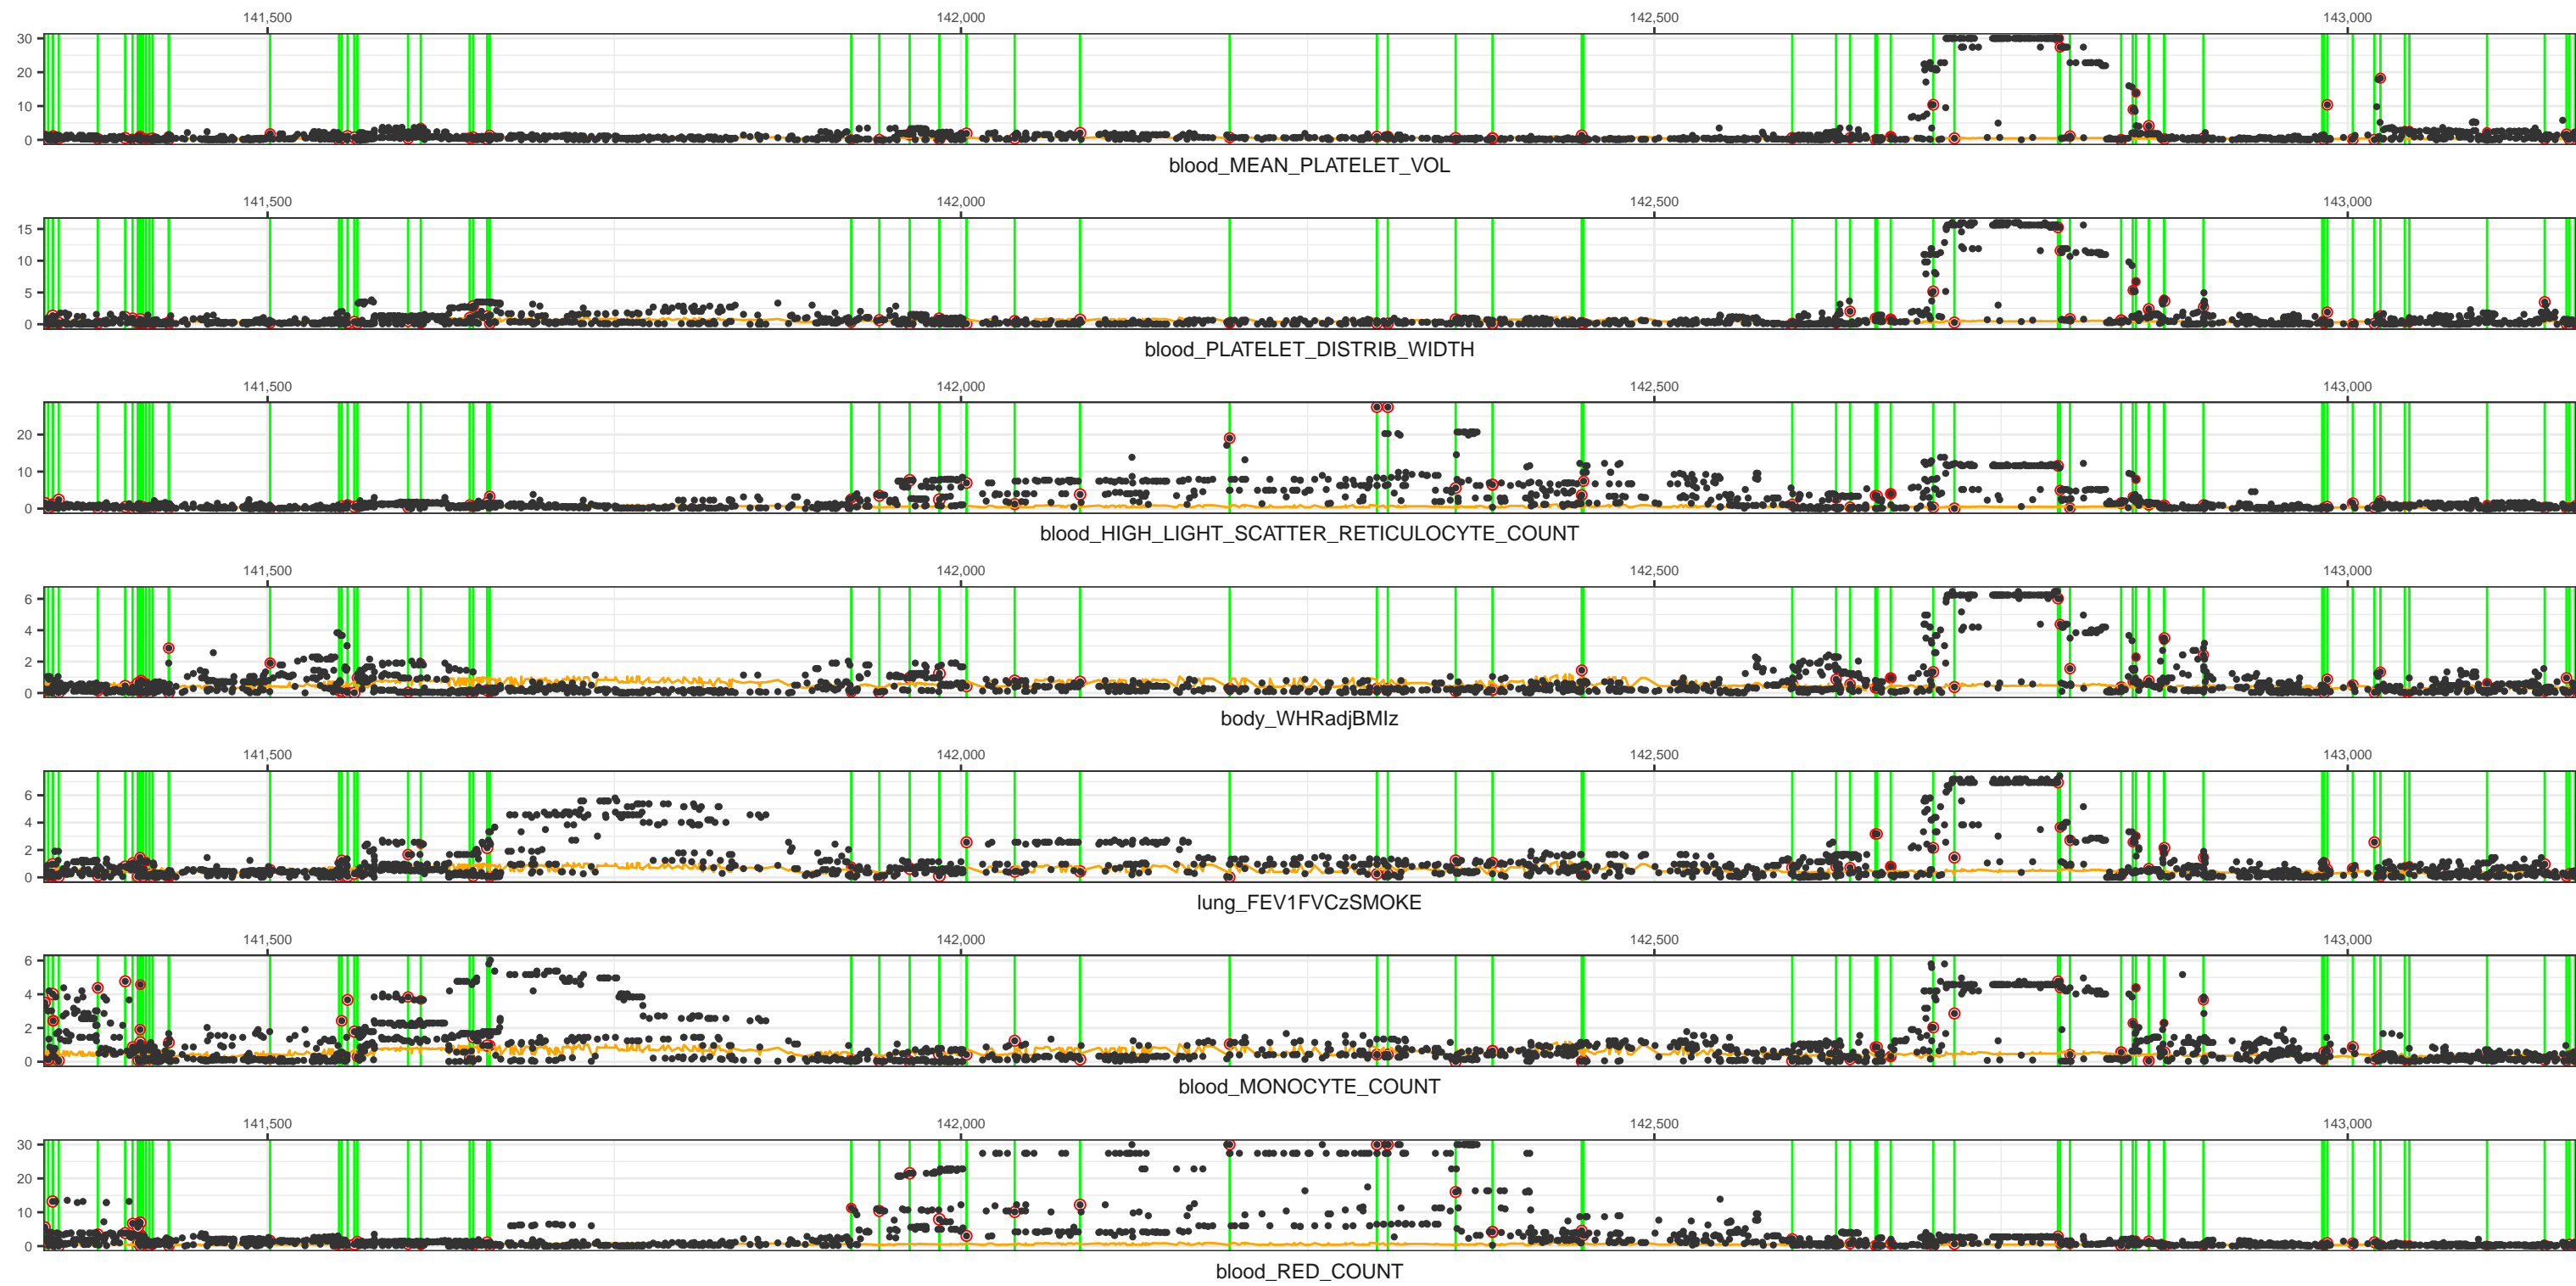 141,500 142,000 142,500 143,000
30
20
10
0
blood_MEAN_PLATELET_VOL
141,500 142,000 142,500 143,000
15
10
5
0
blood_PLATELET_DISTRIB_WIDTH
141,500 142,000 142,500 143,000
20
10
0
blood_HIGH_LIGHT_SCATTER_RETICULOCYTE_COUNT
141,500 142,000 142,500 143,000
6
4
2
0
body_WHRadjBMIz
141,500 142,000 142,500 143,000
6
4
2
0
lung_FEV1FVCzSMOKE
141,500 142,000 142,500 143,000
6
4
2
0
blood_MONOCYTE_COUNT
141,500 142,000 142,500 143,000
30
20
10
0
blood_RED_COUNT